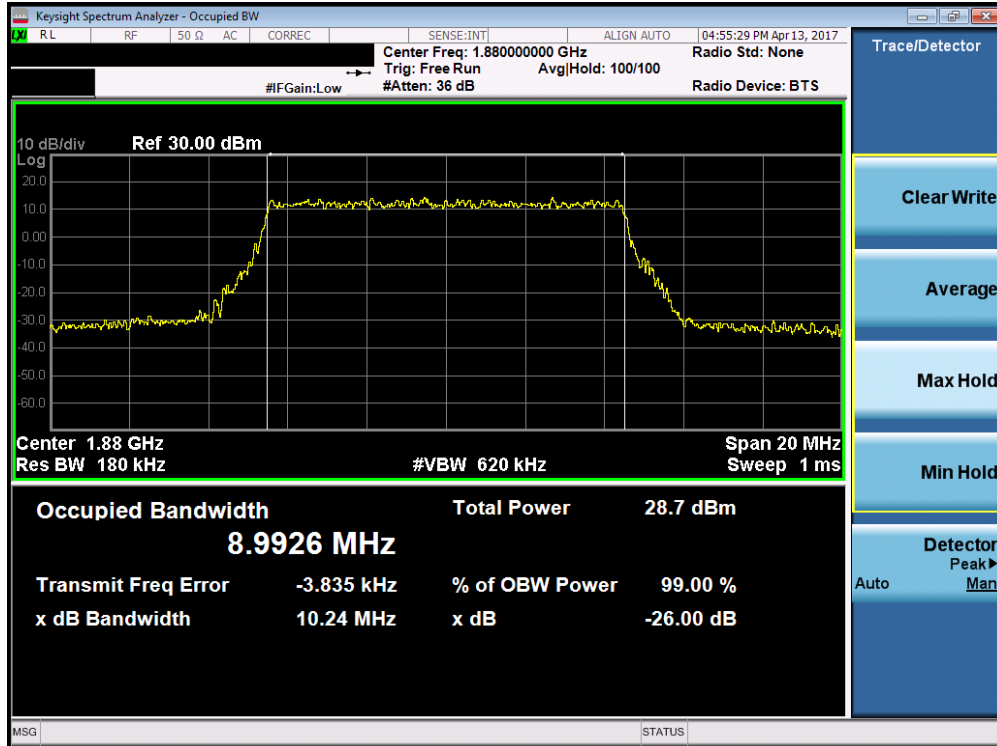 Keysight Spectrum Analyzer - Occupied BW
LXI RL RF 50 Ω AC CORREC SENSE:INT ALIGN AUTO 04:55:29 PM Apr 13, 2017
Center Freq: 1.880000000 GHz Radio Std: None
Trig: Free Run Avg|Hold: 100/100
#IFGain:Low #Atten: 36 dB Radio Device: BTS
10 dB/div Ref 30.00 dBm
Log
20.0
10.0
0.00
-10.0
-20.0
-30.0
-40.0
-50.0
-60.0
Center 1.88 GHz Span 20 MHz
Res BW 180 kHz #VBW 620 kHz Sweep 1 ms
Occupied Bandwidth Total Power 28.7 dBm
8.9926 MHz
Transmit Freq Error -3.835 kHz % of OBW Power 99.00 %
x dB Bandwidth 10.24 MHz x dB -26.00 dB
MSG STATUS
Trace/Detector
Clear Write
Average
Max Hold
Min Hold
Detector
Peak▶
Auto Man